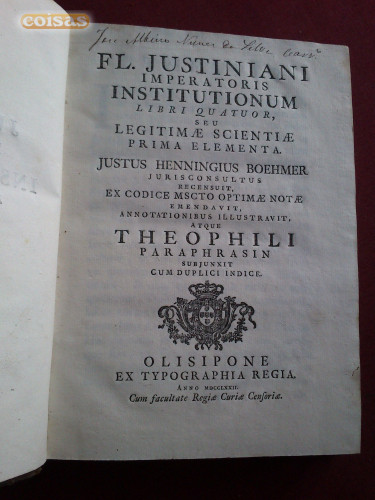 coisas
FL. JUSTINIANI
IMPERATORIS
INSTITUTIONUM
LIBRI QUATUOR,
SEU
LEGITIMÆ SCIENTIÆ
PRIMA ELEMENTA.
JUSTUS HENNINGIUS BOEHMER
JURISCONSULTUS
RECENSUIT,
EX CODICE MSCTO OPTIMÆ NOTÆ
EMENDAVIT,
ANNOTATIONIBUS ILLUSTRAVIT,
ATQUE
THEOPHILI
PARAPHRASIN
SUBJUNXIT
CUM DUPLICI INDICE.
OLISIPONE
EX TYPOGRAPHIA REGIA.
ANNO MDCCLXXII.
Cum facultate Regiæ Curiæ Censoriæ.